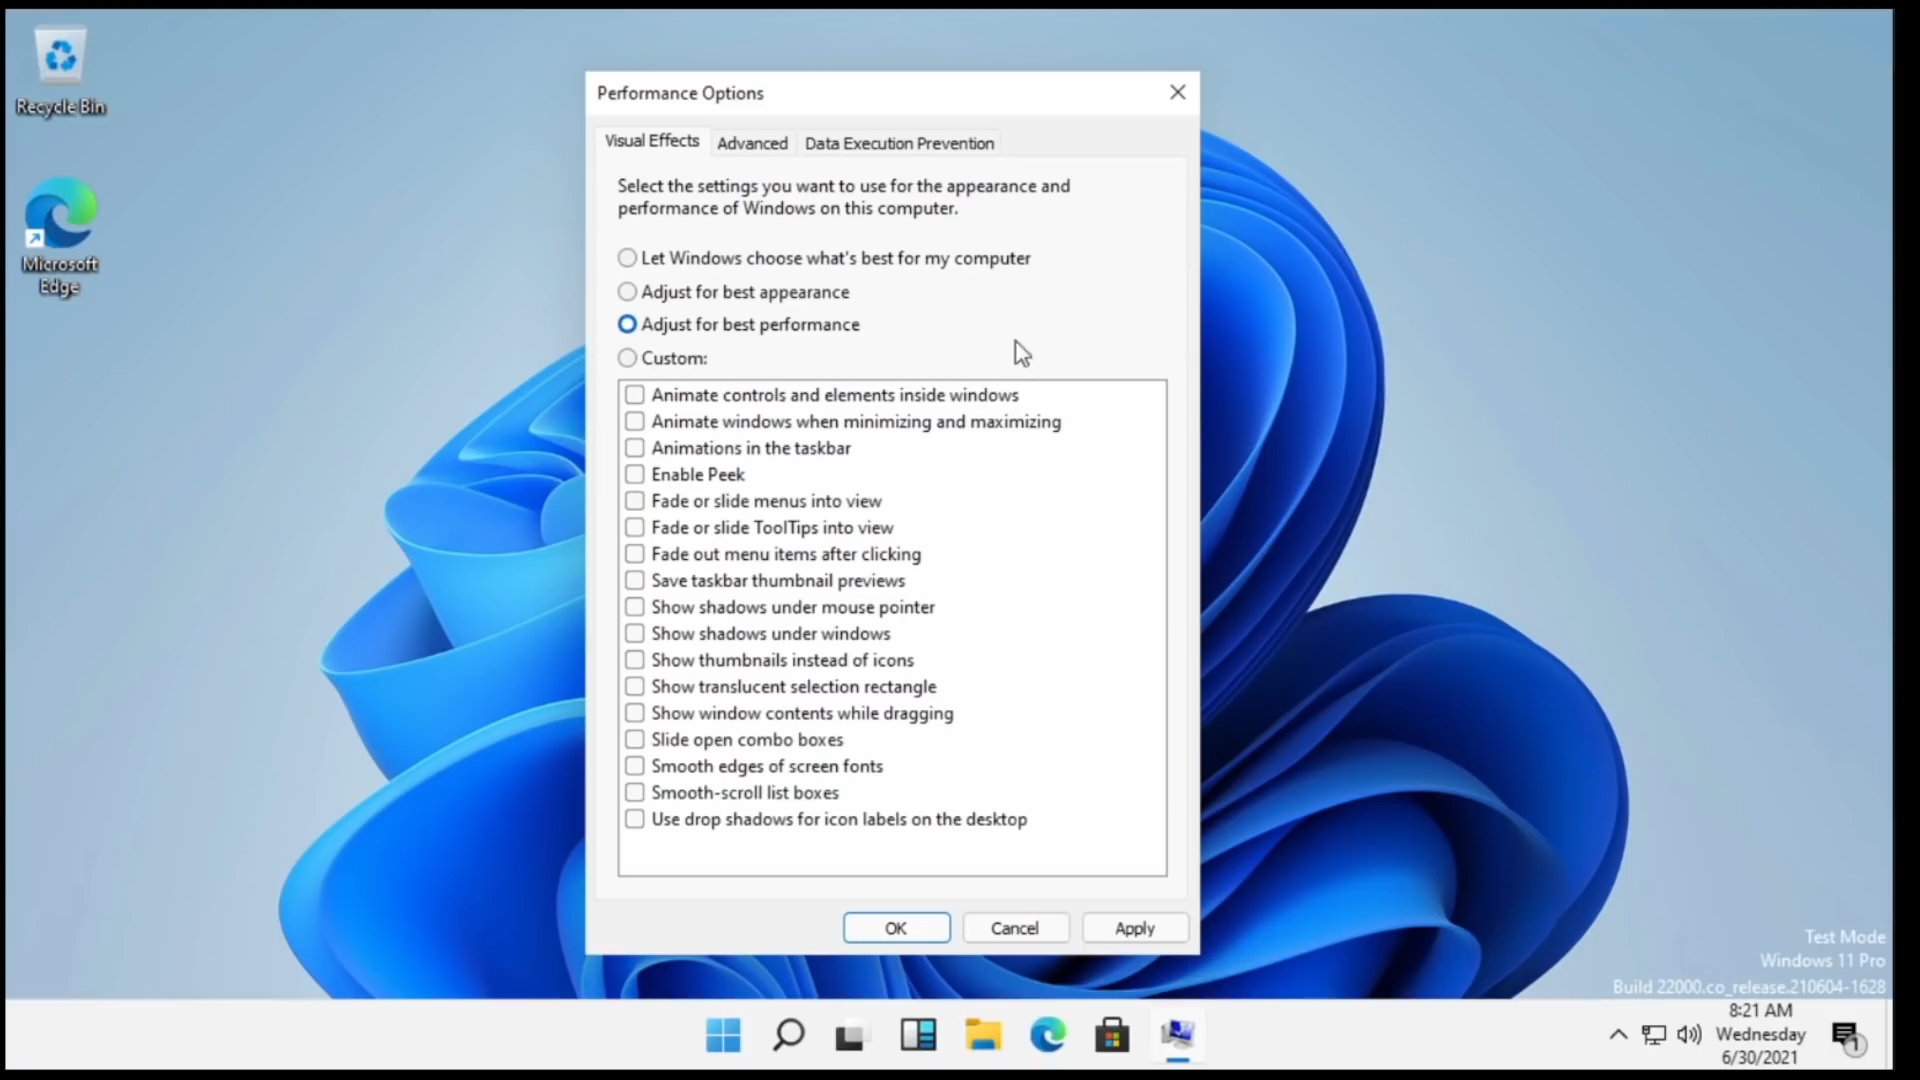 Recycle Bin
Microsoft
Edge
Performance Options
Visual Effects
Advanced
Data Execution Prevention
Select the settings you want to use for the appearance and
performance of Windows on this computer.
Let Windows choose what's best for my computer
Adjust for best appearance
Adjust for best performance
Custom:
Animate controls and elements inside windows
Animate windows when minimizing and maximizing
Animations in the taskbar
Enable Peek
Fade or slide menus into view
Fade or slide ToolTips into view
Fade out menu items after clicking
Save taskbar thumbnail previews
Show shadows under mouse pointer
Show shadows under windows
Show thumbnails instead of icons
Show translucent selection rectangle
Show window contents while dragging
Slide open combo boxes
Smooth edges of screen fonts
Smooth-scroll list boxes
Use drop shadows for icon labels on the desktop
OK
Cancel
Apply
Test Mode
Windows 11 Pro
Build 22000.co_release.210604-1628
8:21 AM
Wednesday
6/30/2021
1